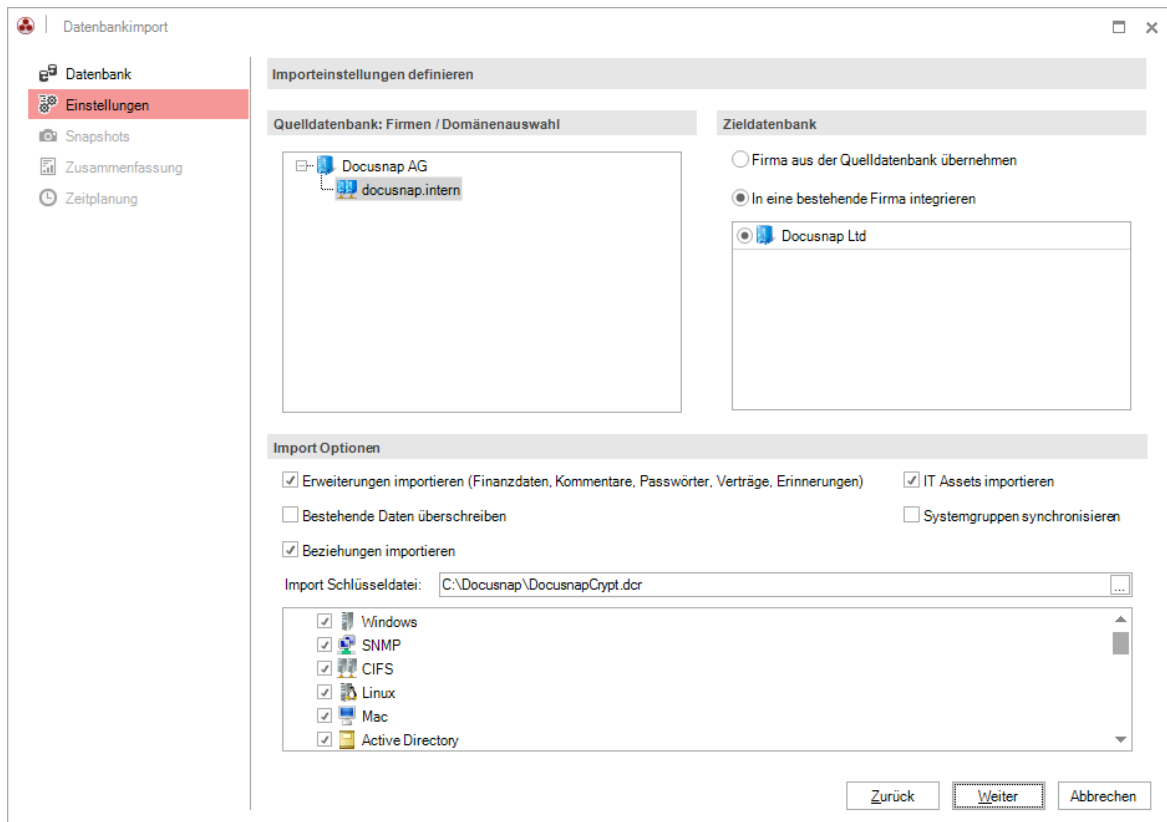 Datenbankimport
Datenbank
Einstellungen
Snapshots
Zusammenfassung
Zeitplanung
Importeinstellungen definieren
Quelldatenbank: Firmen / Domänenauswahl
Docusnap AG
docusnap.intern
Zieldatenbank
Firma aus der Quelldatenbank übernehmen
In eine bestehende Firma integrieren
Docusnap Ltd
Import Optionen
Erweiterungen importieren (Finanzdaten, Kommentare, Passwörter, Verträge, Erinnerungen)
IT Assets importieren
Bestehende Daten überschreiben
Systemgruppen synchronisieren
Beziehungen importieren
Import Schlüsseldatei: C:\Docusnap\DocusnapCrypt.dcr ...
Windows
SNMP
CIFS
Linux
Mac
Active Directory
Zurück Weiter Abbrechen